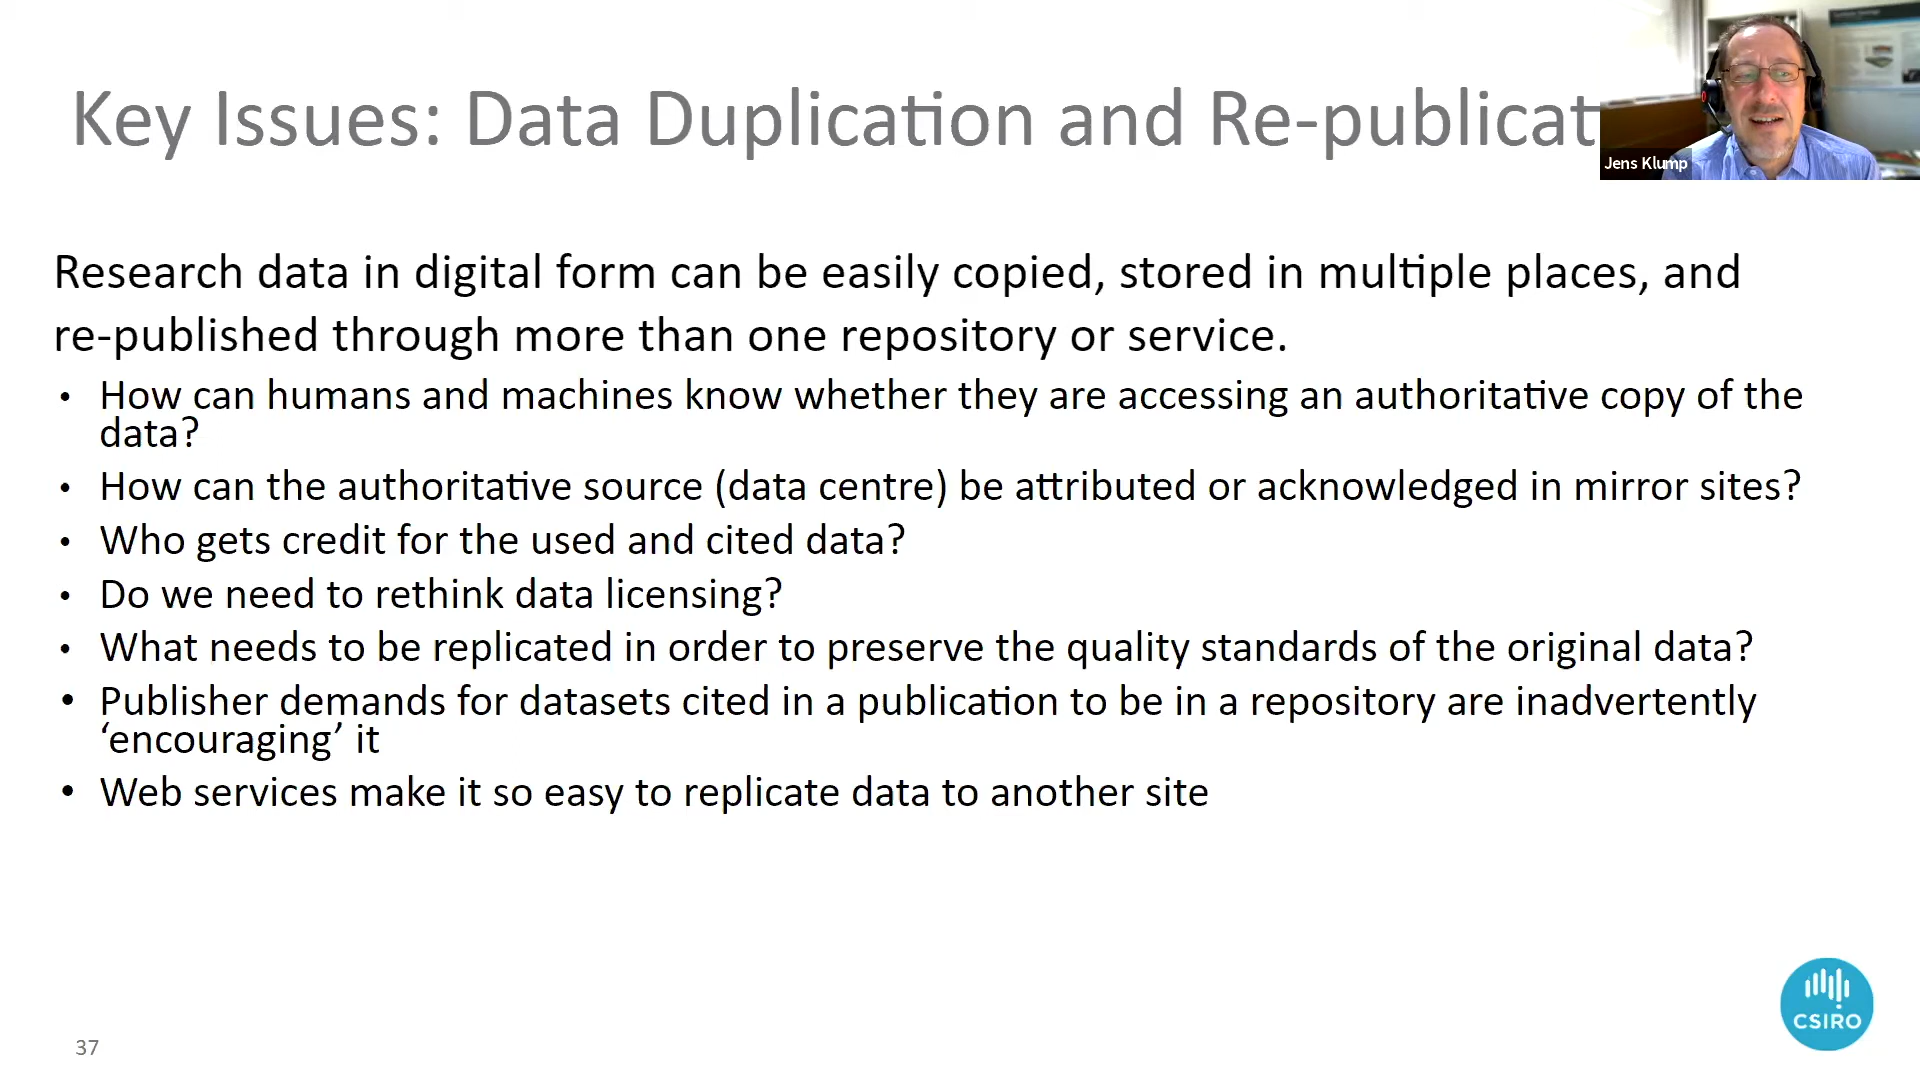 Key Issues: Data Duplication and Re-publicat
Jens Klump
Research data in digital form can be easily copied, stored in multiple places, and
re-published through more than one repository or service.
• How can humans and machines know whether they are accessing an authoritative copy of the
data?
• How can the authoritative source (data centre) be attributed or acknowledged in mirror sites?
• Who gets credit for the used and cited data?
• Do we need to rethink data licensing?
• What needs to be replicated in order to preserve the quality standards of the original data?
• Publisher demands for datasets cited in a publication to be in a repository are inadvertently
‘encouraging’ it
• Web services make it so easy to replicate data to another site
CSIRO
37